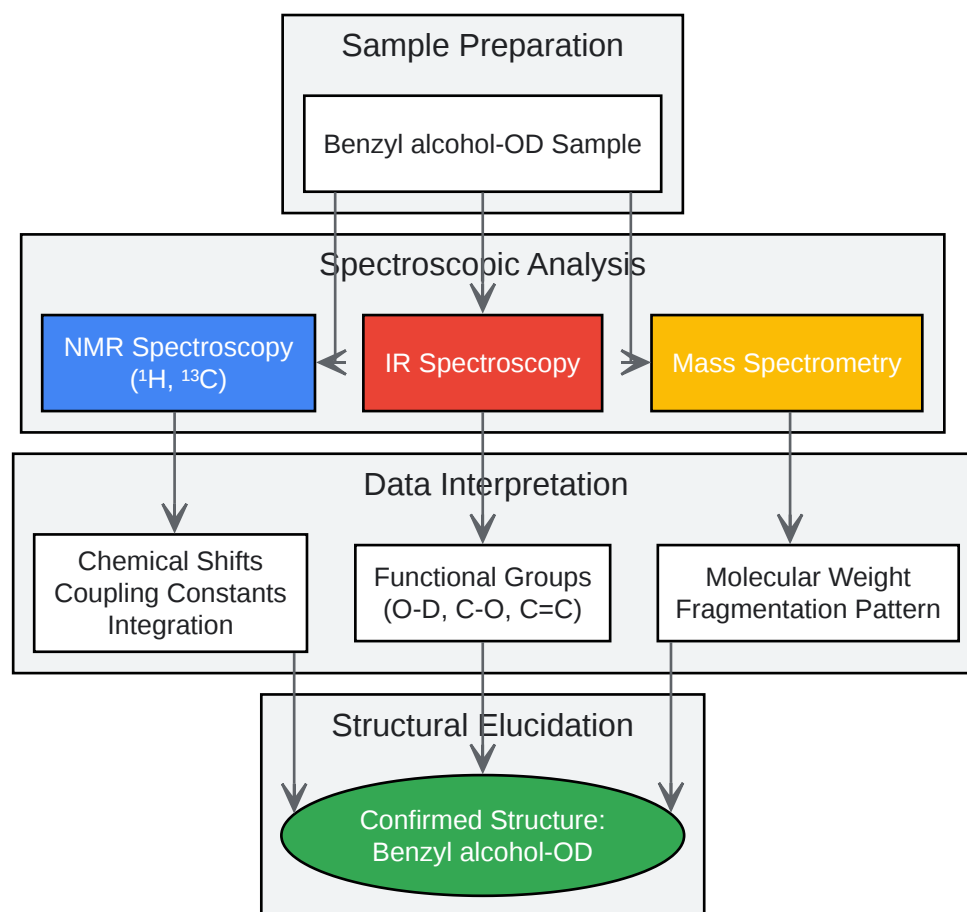 Sample Preparation
Benzyl alcohol-OD Sample
Spectroscopic Analysis
NMR Spectroscopy
(¹H, ¹³C)
IR Spectroscopy
Mass Spectrometry
Data Interpretation
Chemical Shifts
Coupling Constants
Integration
Functional Groups
(O-D, C-O, C=C)
Molecular Weight
Fragmentation Pattern
Structural Elucidation
Confirmed Structure:
Benzyl alcohol-OD